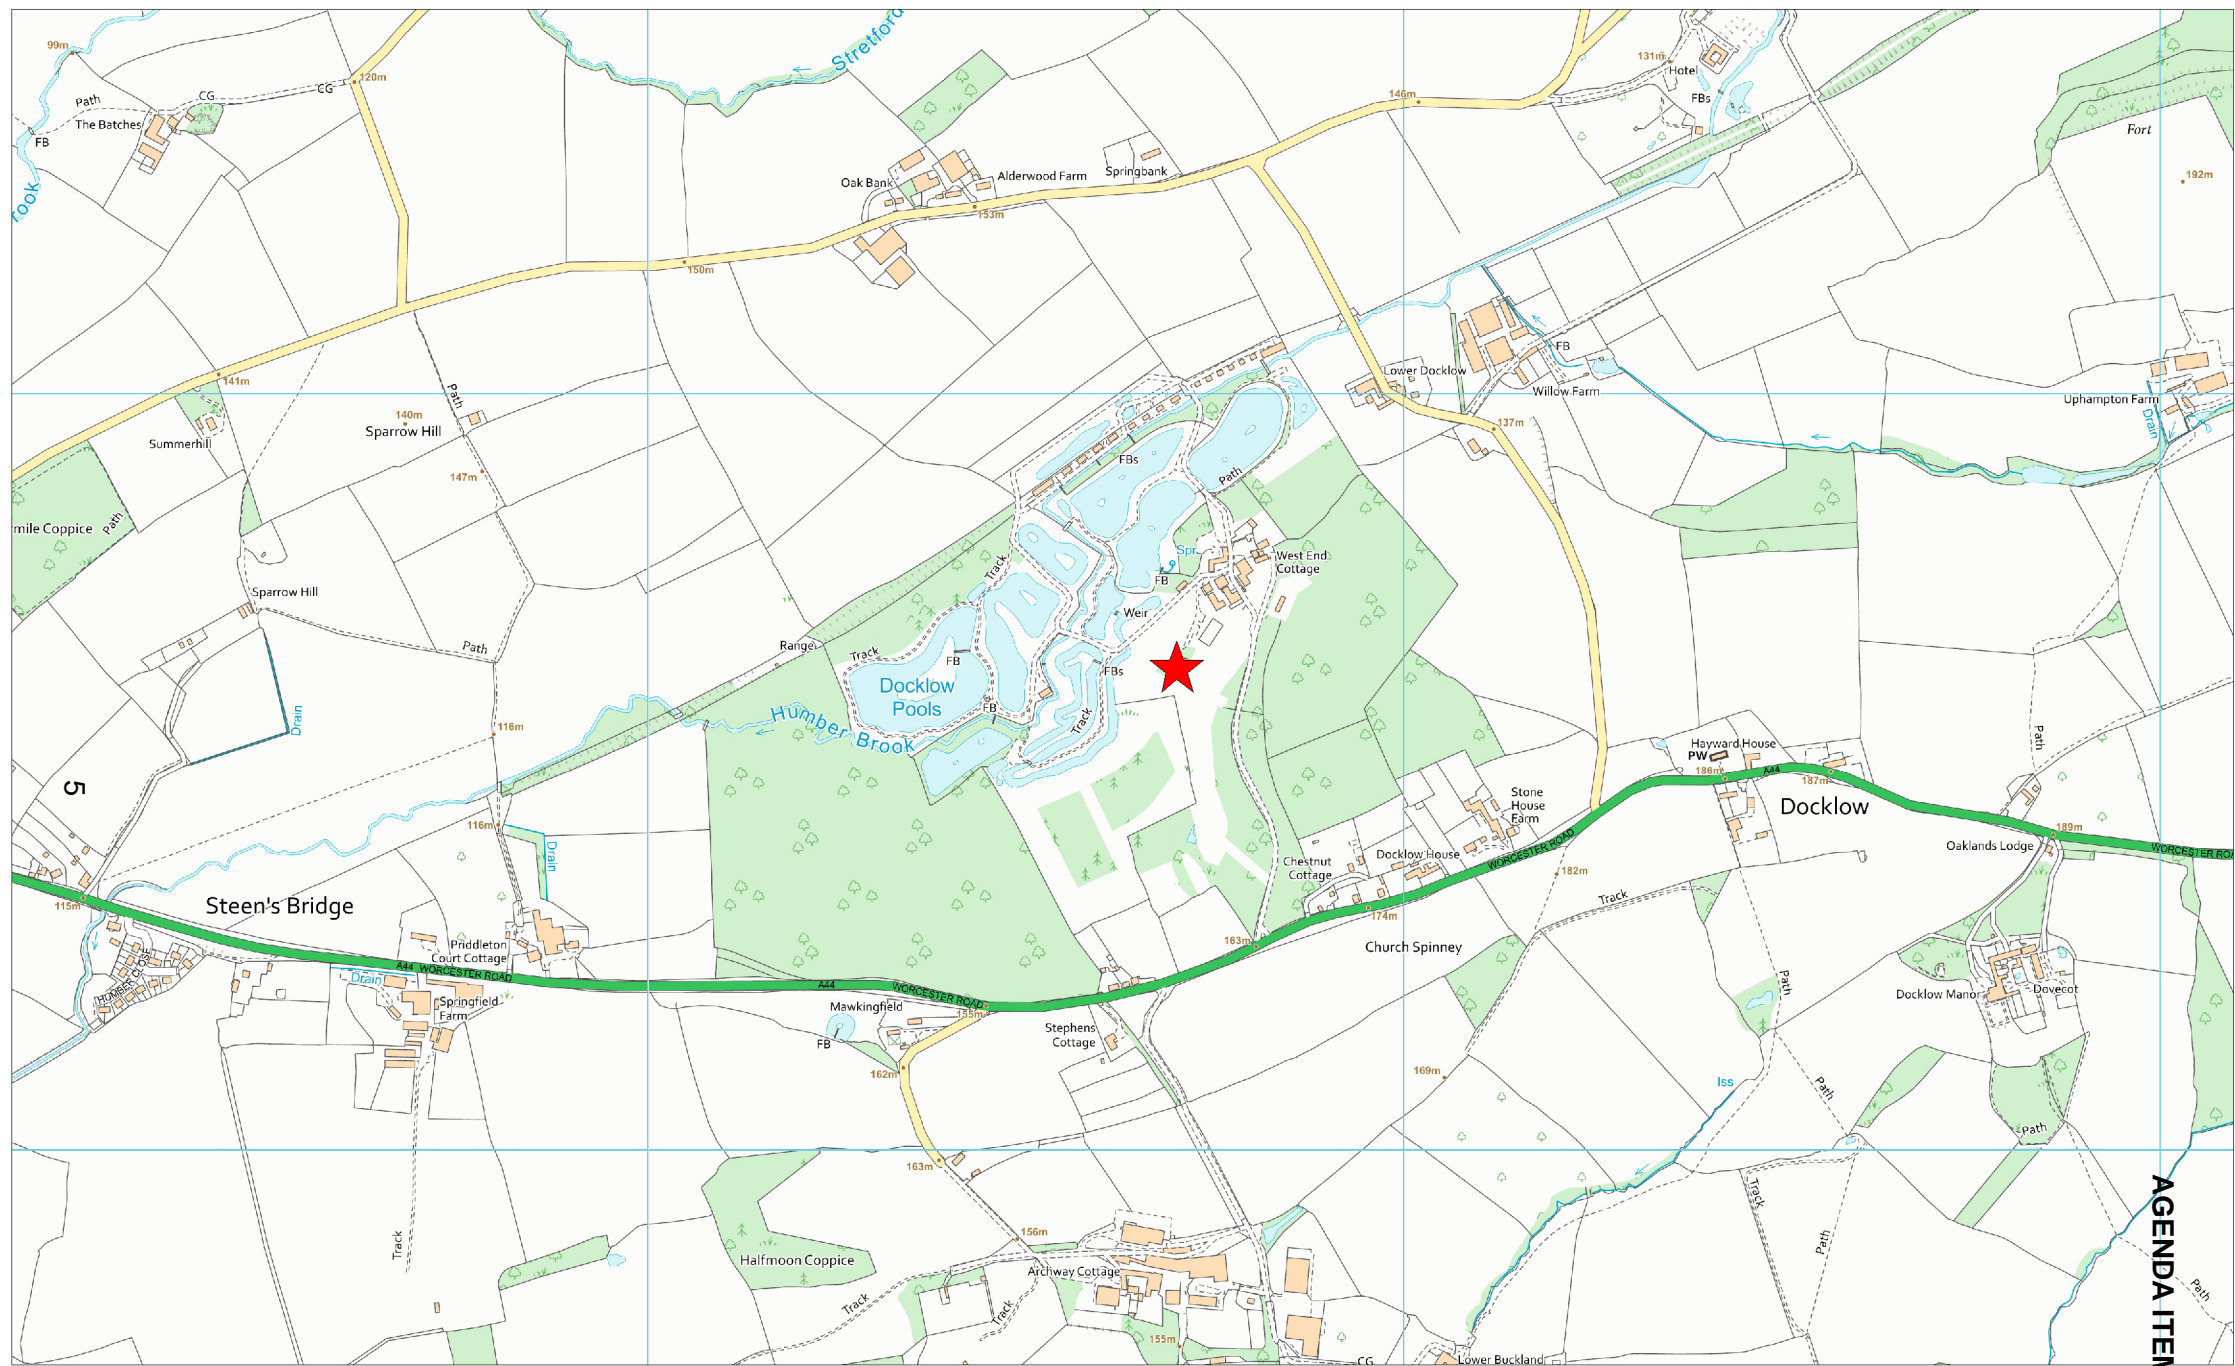 99m
120m
CG
CG
Path
The Batches
FB
rook
Stretford
131m
Hotel
FBs
146m
Fort
192m
Oak Bank
Alderwood Farm
Springbank
153m
150m
141m
Path
140m
Sparrow Hill
Summerhill
147m
mile Coppice
Path
Lower Docklow
FB
Willow Farm
137m
Uphampton Farm
Drain
FBs
Path
Spr
FB
West End
Cottage
Track
Weir
Sparrow Hill
Path
Range
Track
FB
FBs
Docklow
Pools
FB
Track
Humber Brook
Drain
116m
5
116m
Drain
Path
Hayward House
PW
186m
A44
187m
Docklow
Stone
House
Farm
189m
WORCESTER ROA
Oaklands Lodge
Chestnut
Cottage
Docklow House
WORCESTER ROAD
182m
Track
174m
163m
Church Spinney
115m
Steen's Bridge
HUMBER CLOSE
Priddleton
Court Cottage
A44
WORCESTER ROAD
Drain
Springfield
Farm
A44
WORCESTER ROAD
155m
Mawkingfield
FB
Stephens
Cottage
162m
169m
Path
Docklow Manor
Dovecot
Iss
Path
Path
163m
Track
Path
Track
156m
Halfmoon Coppice
Archway Cottage
Track
Track
155m
CG
Lower Buckland
Path
AGENDA ITEM